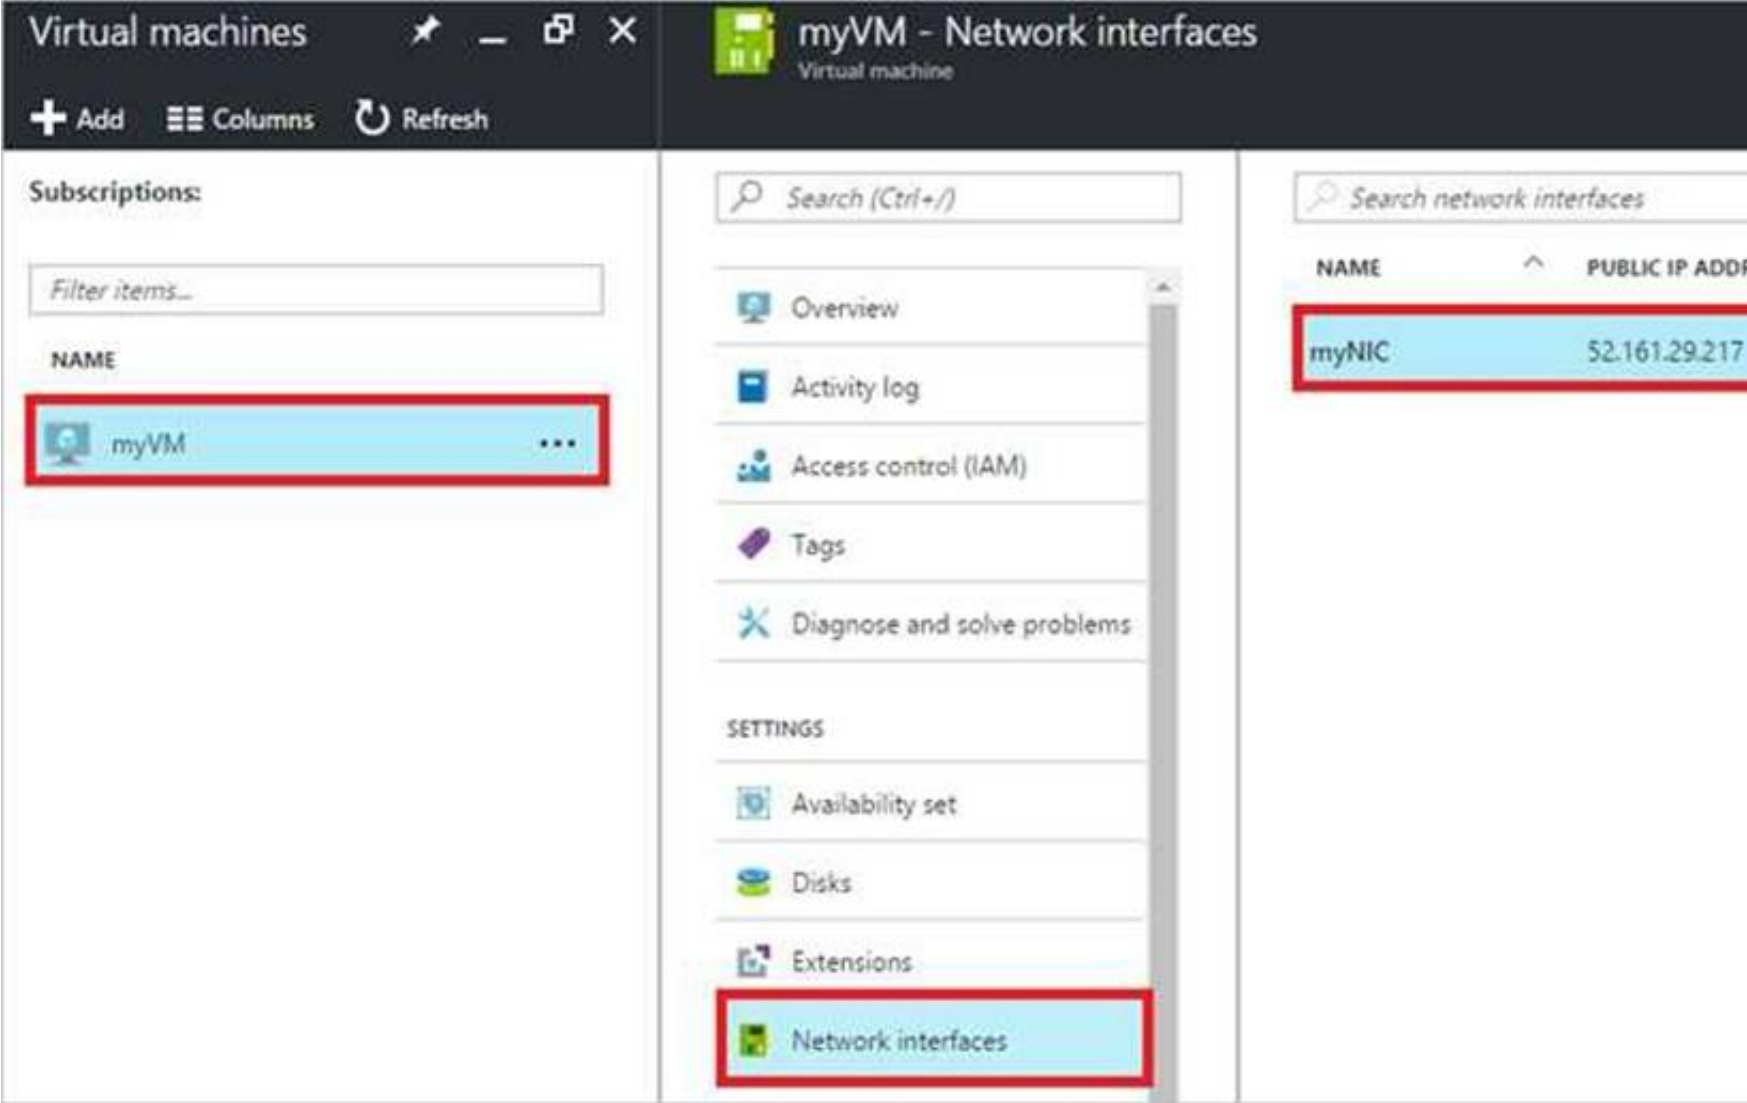 Virtual machines
Add Columns Refresh
Subscriptions:
Filter items...
NAME
myVM ...
myVM - Network interfaces
Virtual machine
Search (Ctrl+/)
Overview
Activity log
Access control (IAM)
Tags
Diagnose and solve problems
SETTINGS
Availability set
Disks
Extensions
Network interfaces
Search network interfaces
NAME PUBLIC IP ADDR
myNIC 52.161.29.217